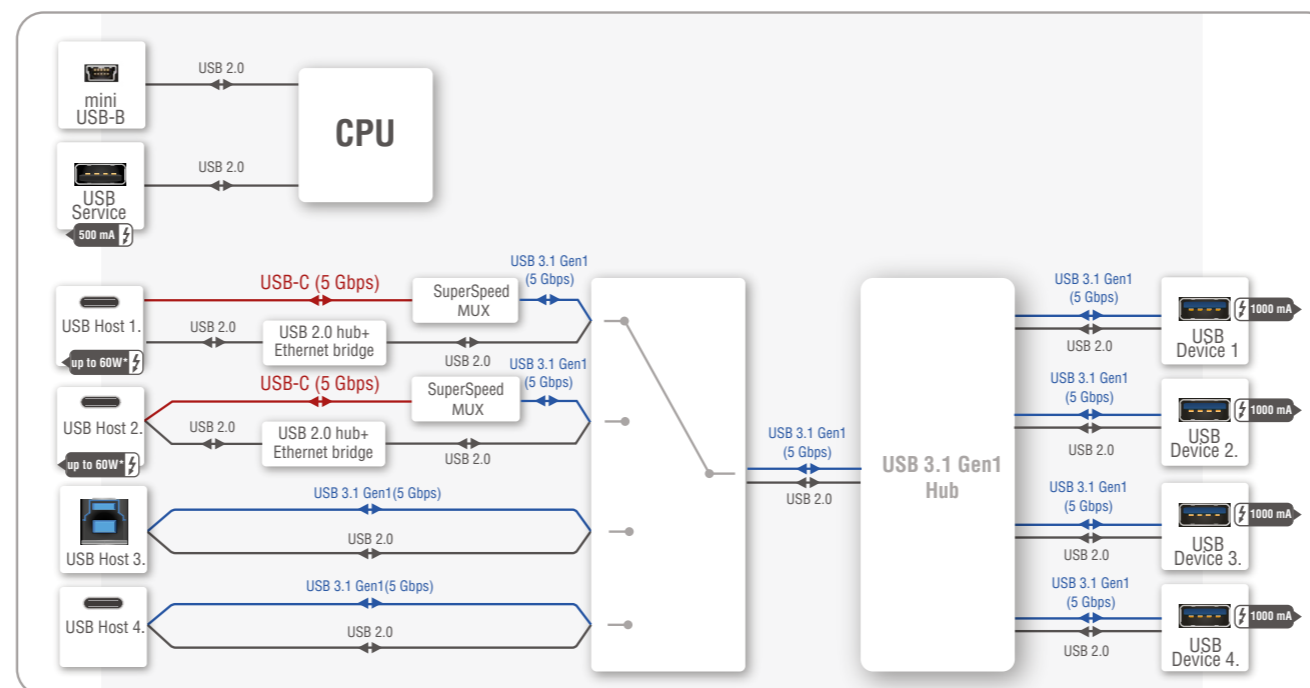 USB 2.0
mini
USB-B
CPU
USB 2.0
USB
Service
500 mA
USB-C (5 Gbps)
SuperSpeed
MUX
USB 3.1 Gen1
(5 Gbps)
USB Host 1.
USB 2.0
USB 2.0 hub+
Ethernet bridge
USB 2.0
up to 60W*
USB-C (5 Gbps)
SuperSpeed
MUX
USB 3.1 Gen1
(5 Gbps)
USB Host 2.
USB 2.0
USB 2.0 hub+
Ethernet bridge
USB 2.0
up to 60W*
USB 3.1 Gen1(5 Gbps)
USB 2.0
USB Host 3.
USB 3.1 Gen1(5 Gbps)
USB 2.0
USB Host 4.
USB 3.1 Gen1
(5 Gbps)
USB 2.0
USB 3.1 Gen1
Hub
USB 3.1 Gen1
(5 Gbps)
USB 2.0
USB
Device 1
1000 mA
USB 3.1 Gen1
(5 Gbps)
USB 2.0
USB
Device 2.
1000 mA
USB 3.1 Gen1
(5 Gbps)
USB 2.0
USB
Device 3.
1000 mA
USB 3.1 Gen1
(5 Gbps)
USB 2.0
USB
Device 4.
1000 mA